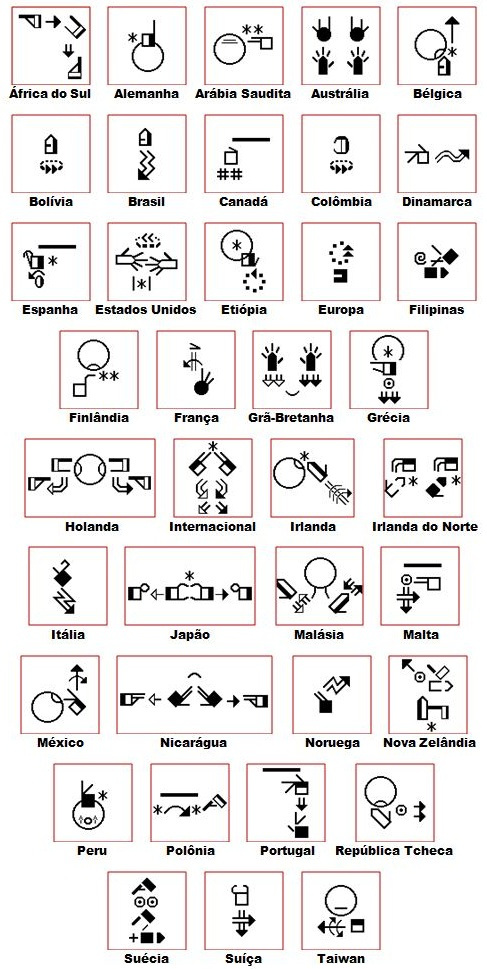 África do Sul Alemanha Arábia Saudita Austrália Bélgica
Bolívia Brasil Canadá Colômbia Dinamarca
Espanha Estados Unidos Etiópia Europa Filipinas
Finlândia França Grã-Bretanha Grécia
Holanda Internacional Irlanda Irlanda do Norte
Itália Japão Malásia Malta
México Nicarágua Noruega Nova Zelândia
Peru Polônia Portugal República Tcheca
Suécia Suíça Taiwan